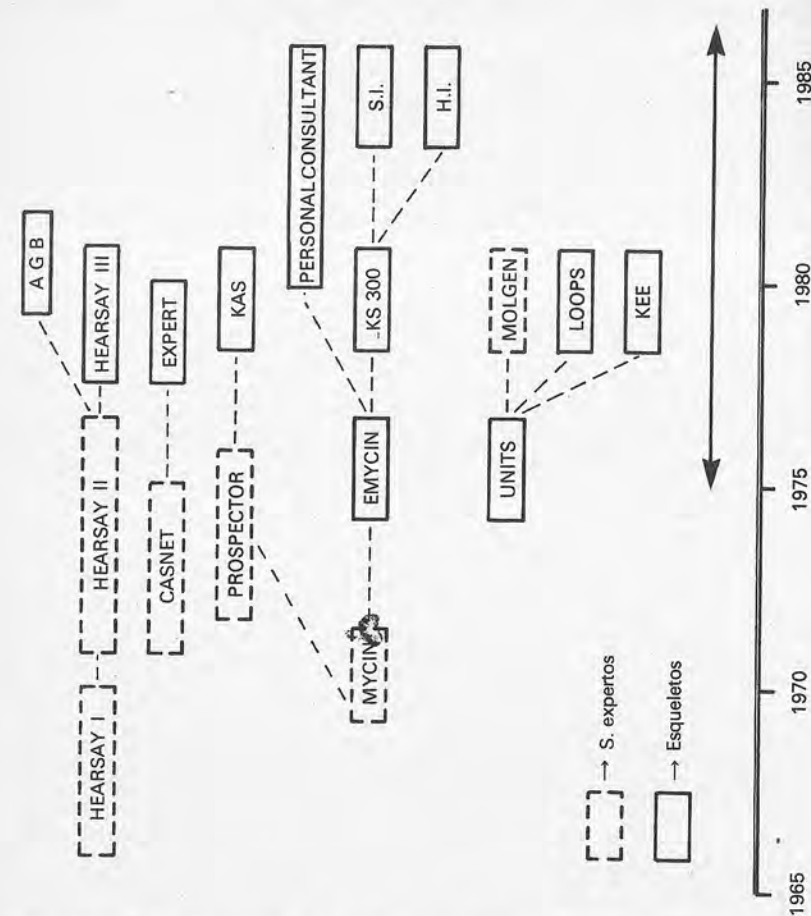 A G B
HEARSAY I
HEARSAY II
HEARSAY III
CASNET
EXPERT
PROSPECTOR
KAS
PERSONAL CONSULTANT
MYCIN
EMYCIN
KS 300
S.I.
H.I.
UNITS
MOLGEN
LOOPS
KEE
→ S. expertos
→ Esqueletos
1965
1970
1975
1980
1985